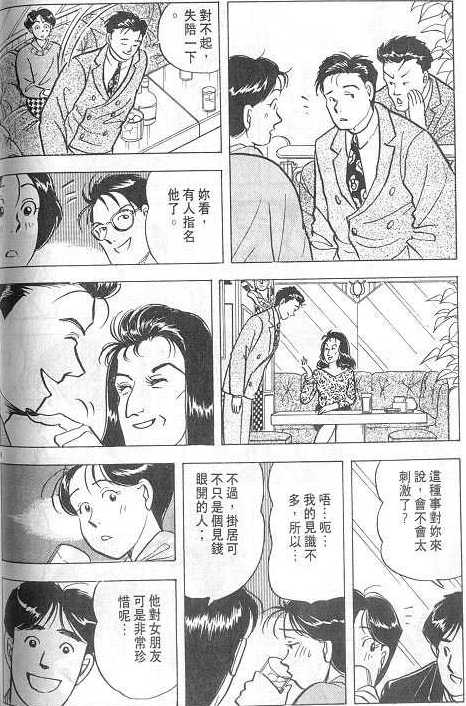 對不起，
失陪一下
。
妳看，
有人指名
他了。
這種事對妳來
說，會不會太
刺激了？
唔…呃…
我的見識不
多，所以…
不過，掛居可
不只是個見錢
眼開的人…
他對女朋友
可是非常珍
惜呢…